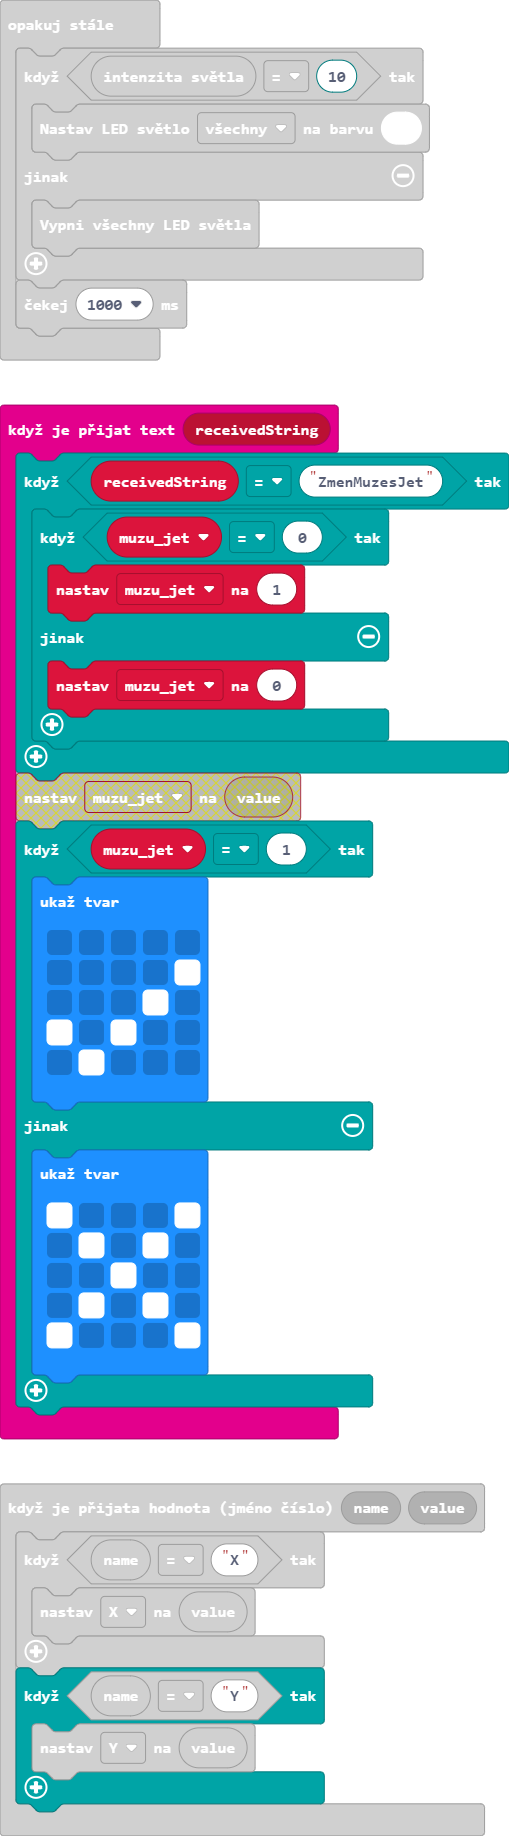 opakuj stále
když intenzita světla = 10 tak
Nastav LED světlo všechny na barvu
jinak
Vypni všechny LED světla
čekej 1000 ms
když je přijat text receivedString
když receivedString = "ZmenMuzesJet" tak
když muzu_jet = 0 tak
nastav muzu_jet na 1
jinak
nastav muzu_jet na 0
nastav muzu_jet na value
když muzu_jet = 1 tak
ukaž tvar
jinak
ukaž tvar
když je přijata hodnota (jméno číslo) name value
když name = "X" tak
nastav X na value
když name = "Y" tak
nastav Y na value